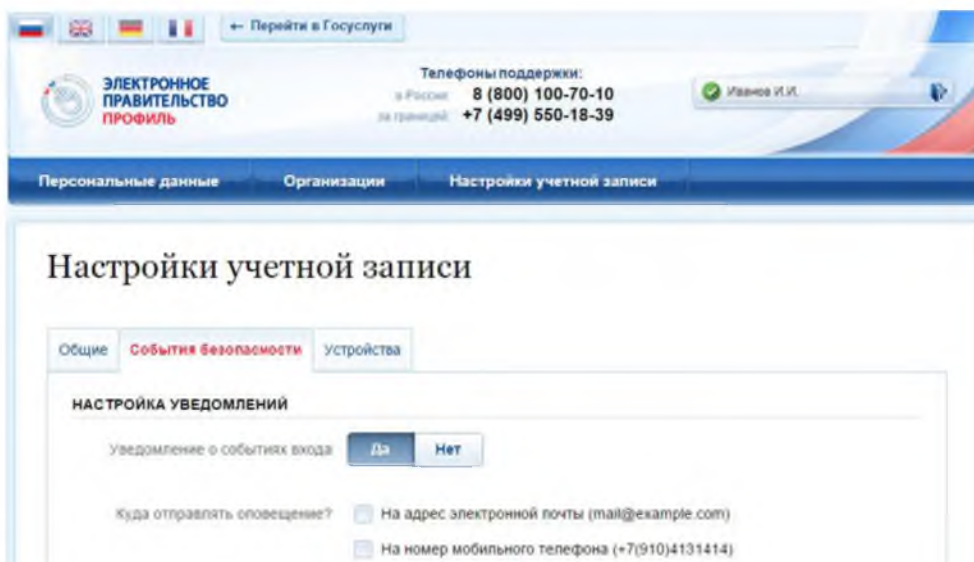 ← Перейти в Госуслуги
ЭЛЕКТРОННОЕ
ПРАВИТЕЛЬСТВО
ПРОФИЛЬ
Телефоны поддержки:
в России: 8 (800) 100-70-10
за границей: +7 (499) 550-18-39
Иванов И.И.
Персональные данные Организации Настройки учетной записи
Настройки учетной записи
Общие События безопасности Устройства
НАСТРОЙКА УВЕДОМЛЕНИЙ
Уведомление о событиях входа Да Нет
Куда отправлять оповещение? На адрес электронной почты (mail@example.com)
На номер мобильного телефона (+7(910)4131414)